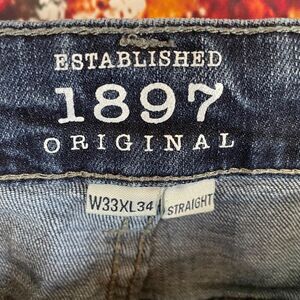 ESTABLISHED
1897
ORIGINAL
W33XL34 STRAIGHT